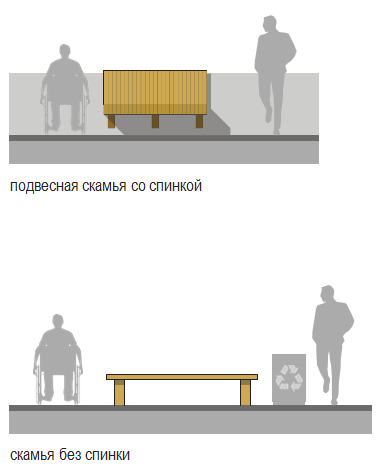 подвесная скамья со спинкой
скамья без спинки